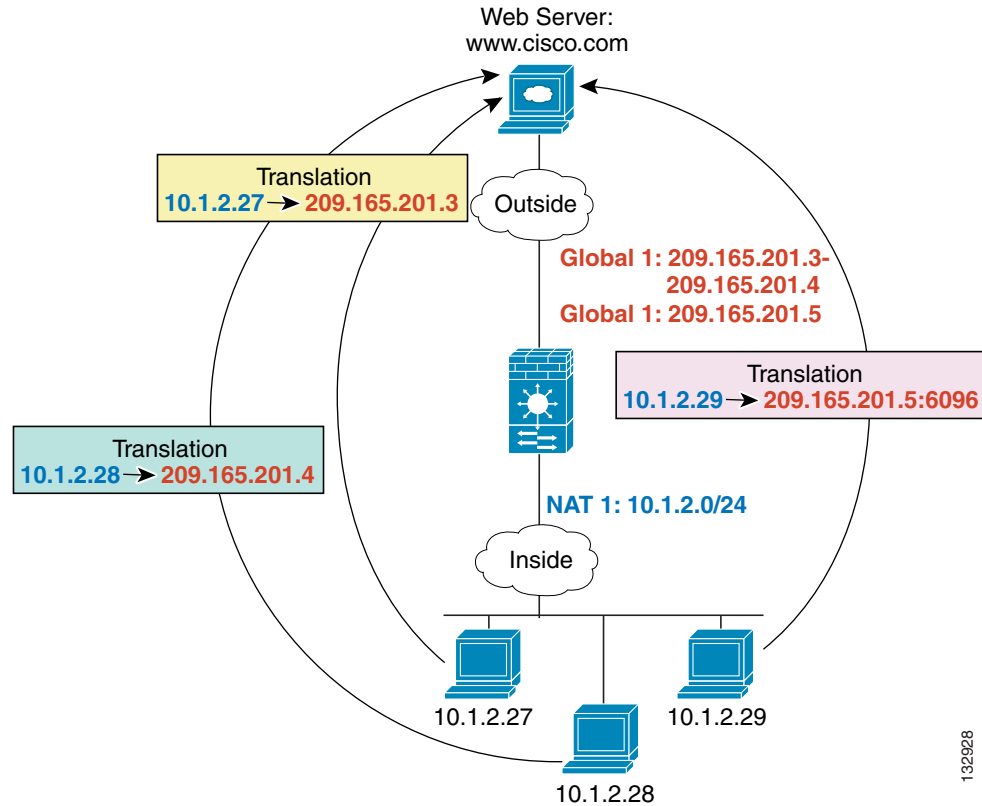 Web Server:
www.cisco.com
Translation
10.1.2.27 209.165.201.3
Outside
Global 1: 209.165.201.3-
209.165.201.4
Global 1: 209.165.201.5
Translation
10.1.2.29 209.165.201.5:6096
Translation
10.1.2.28 209.165.201.4
NAT 1: 10.1.2.0/24
Inside
10.1.2.27
10.1.2.29
10.1.2.28
132928